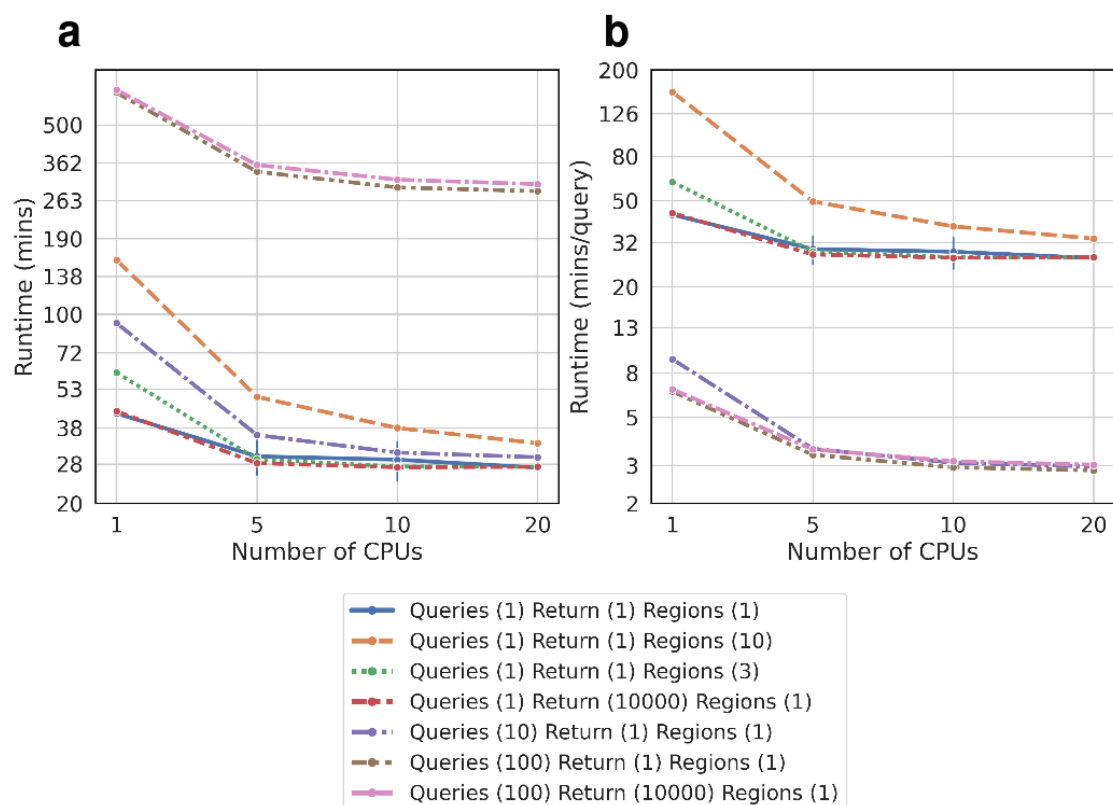 a
b
Runtime (mins)
500
362
263
190
138
100
72
53
38
28
20
1
5
10
20
Number of CPUs
Runtime (mins/query)
200
126
80
50
32
20
13
8
5
3
2
1
5
10
20
Number of CPUs
Queries (1) Return (1) Regions (1)
Queries (1) Return (1) Regions (10)
Queries (1) Return (1) Regions (3)
Queries (1) Return (10000) Regions (1)
Queries (10) Return (1) Regions (1)
Queries (100) Return (1) Regions (1)
Queries (100) Return (10000) Regions (1)